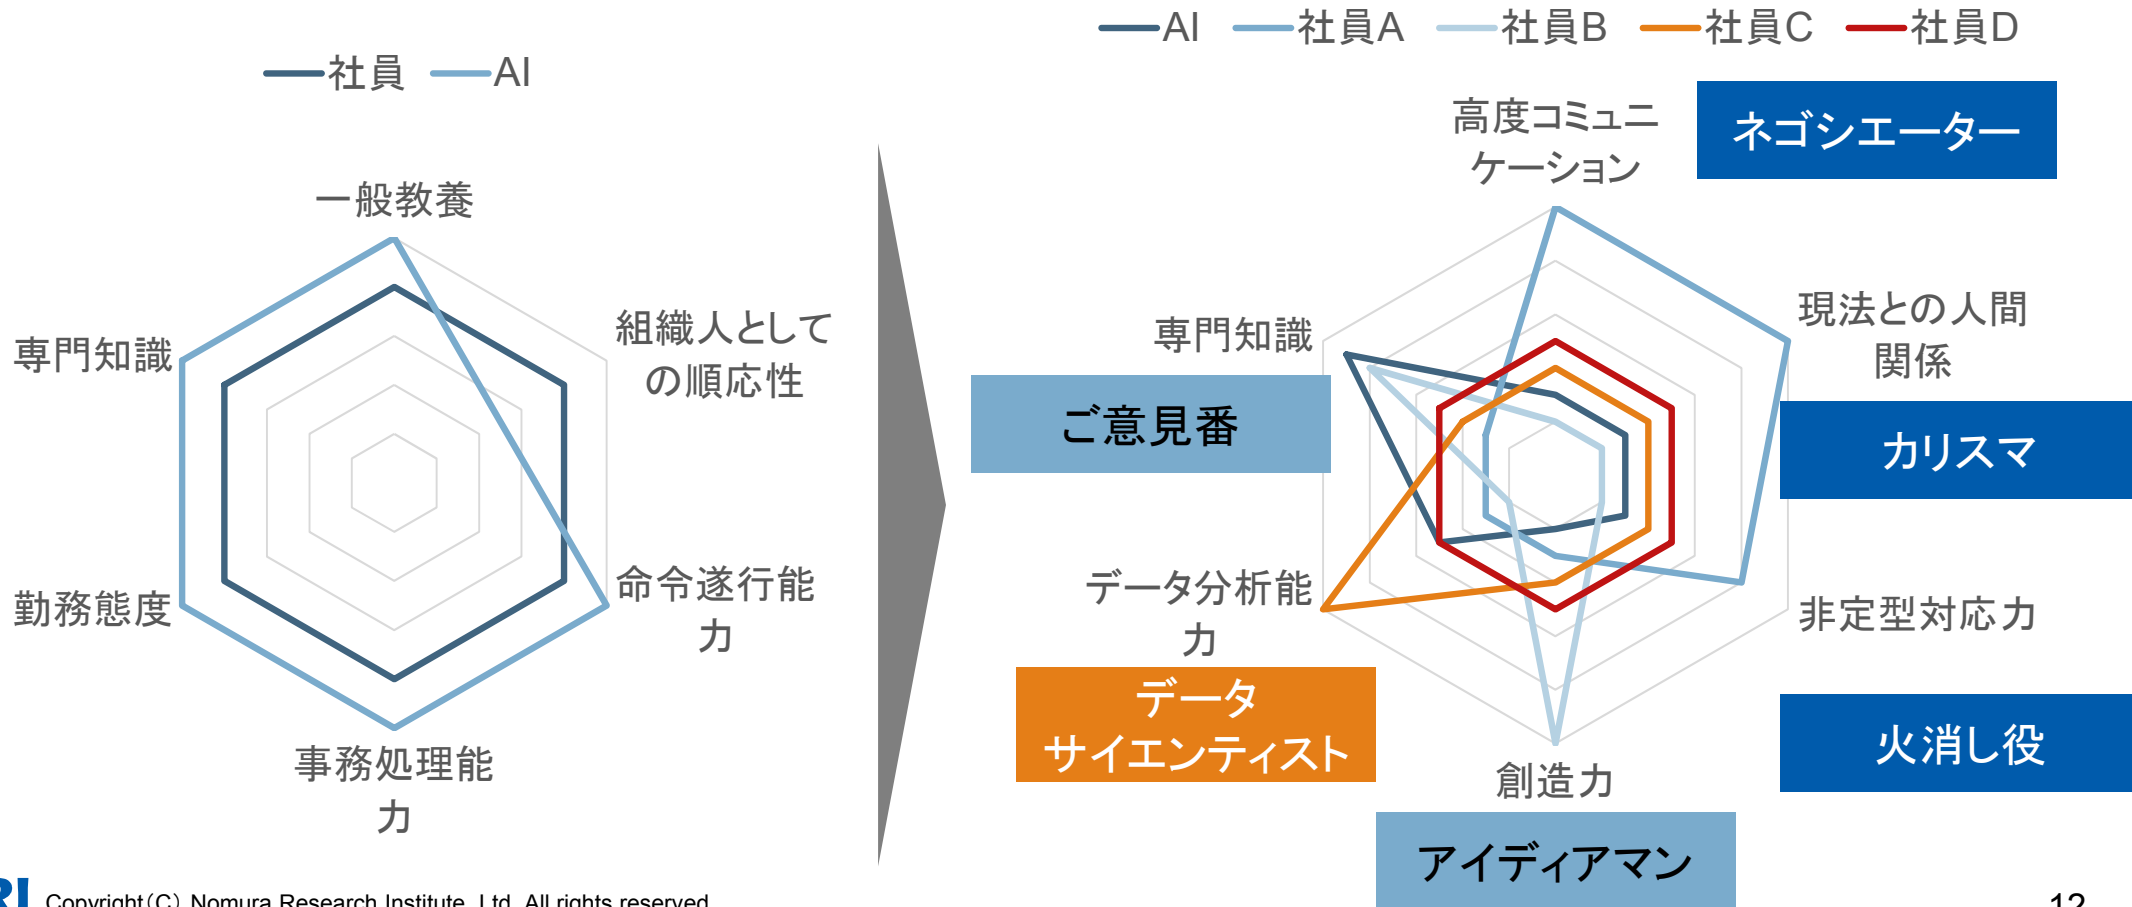 社員 AI
一般教養
組織人として
の順応性
専門知識
命令遂行能
力
勤務態度
事務処理能
力
AI 社員A 社員B 社員C 社員D
高度コミュニ
ケーション
ネゴシエーター
現法との人間
関係
カリスマ
専門知識
ご意見番
非定型対応力
火消し役
データ分析能
力
データ
サイエンティスト
創造力
アイディアマン
Copyright(C) Nomura Research Institute, Ltd. All rights reserved.
12